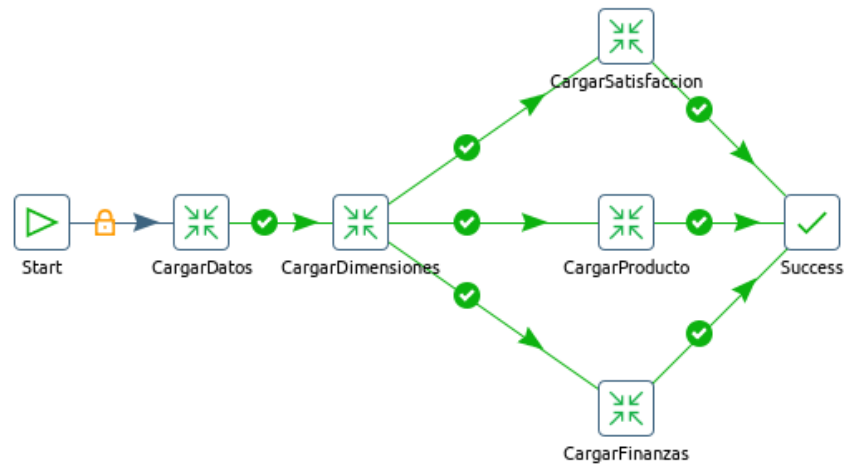 CargarSatisfaccion
Start
CargarDatos
CargarDimensiones
CargarProducto
Success
CargarFinanzas